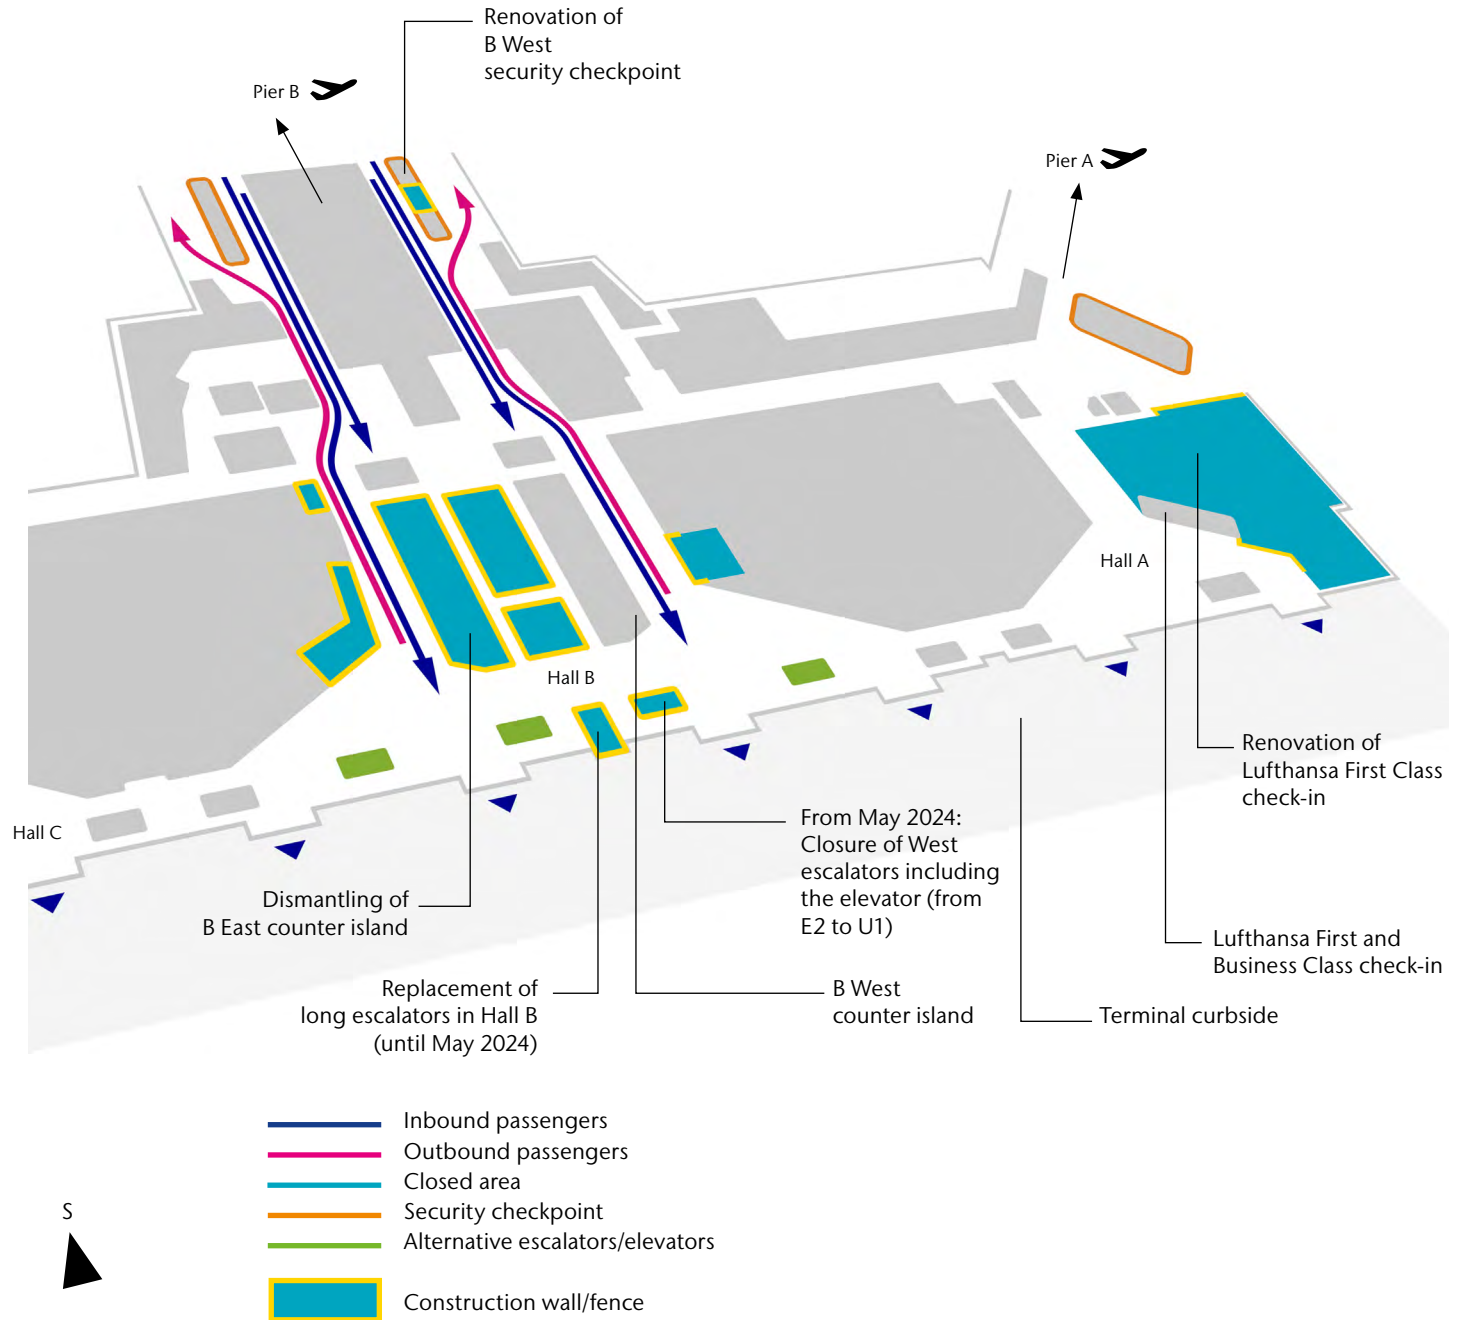 Renovation of
B West
security checkpoint
Pier B
Pier A
Hall A
Hall B
Hall C
Renovation of
Lufthansa First Class
check-in
From May 2024:
Closure of West
escalators including
the elevator (from
E2 to U1)
Dismantling of
B East counter island
Lufthansa First and
Business Class check-in
Replacement of
long escalators in Hall B
(until May 2024)
B West
counter island
Terminal curbside
Inbound passengers
Outbound passengers
Closed area
Security checkpoint
Alternative escalators/elevators
Construction wall/fence
S